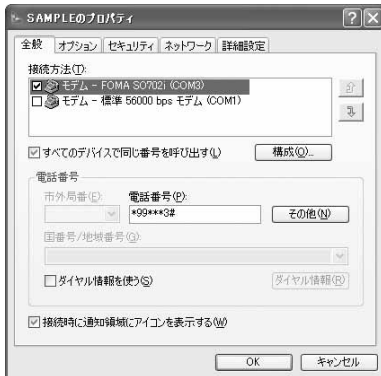 SAMPLEのプロパティ
全般 オプション セキュリティ ネットワーク 詳細設定
接続方法(T):
モデム - FOMA SO702i (COM3)
モデム - 標準 56000 bps モデム (COM1)
すべてのデバイスで同じ番号を呼び出す(L) 構成(O)...
電話番号
市外局番(E): 電話番号(P):
*99***3# その他(N)
国番号/地域番号(G):
ダイヤル情報を使う(S) ダイヤル情報(R)
接続時に通知領域にアイコンを表示する(W)
OK キャンセル